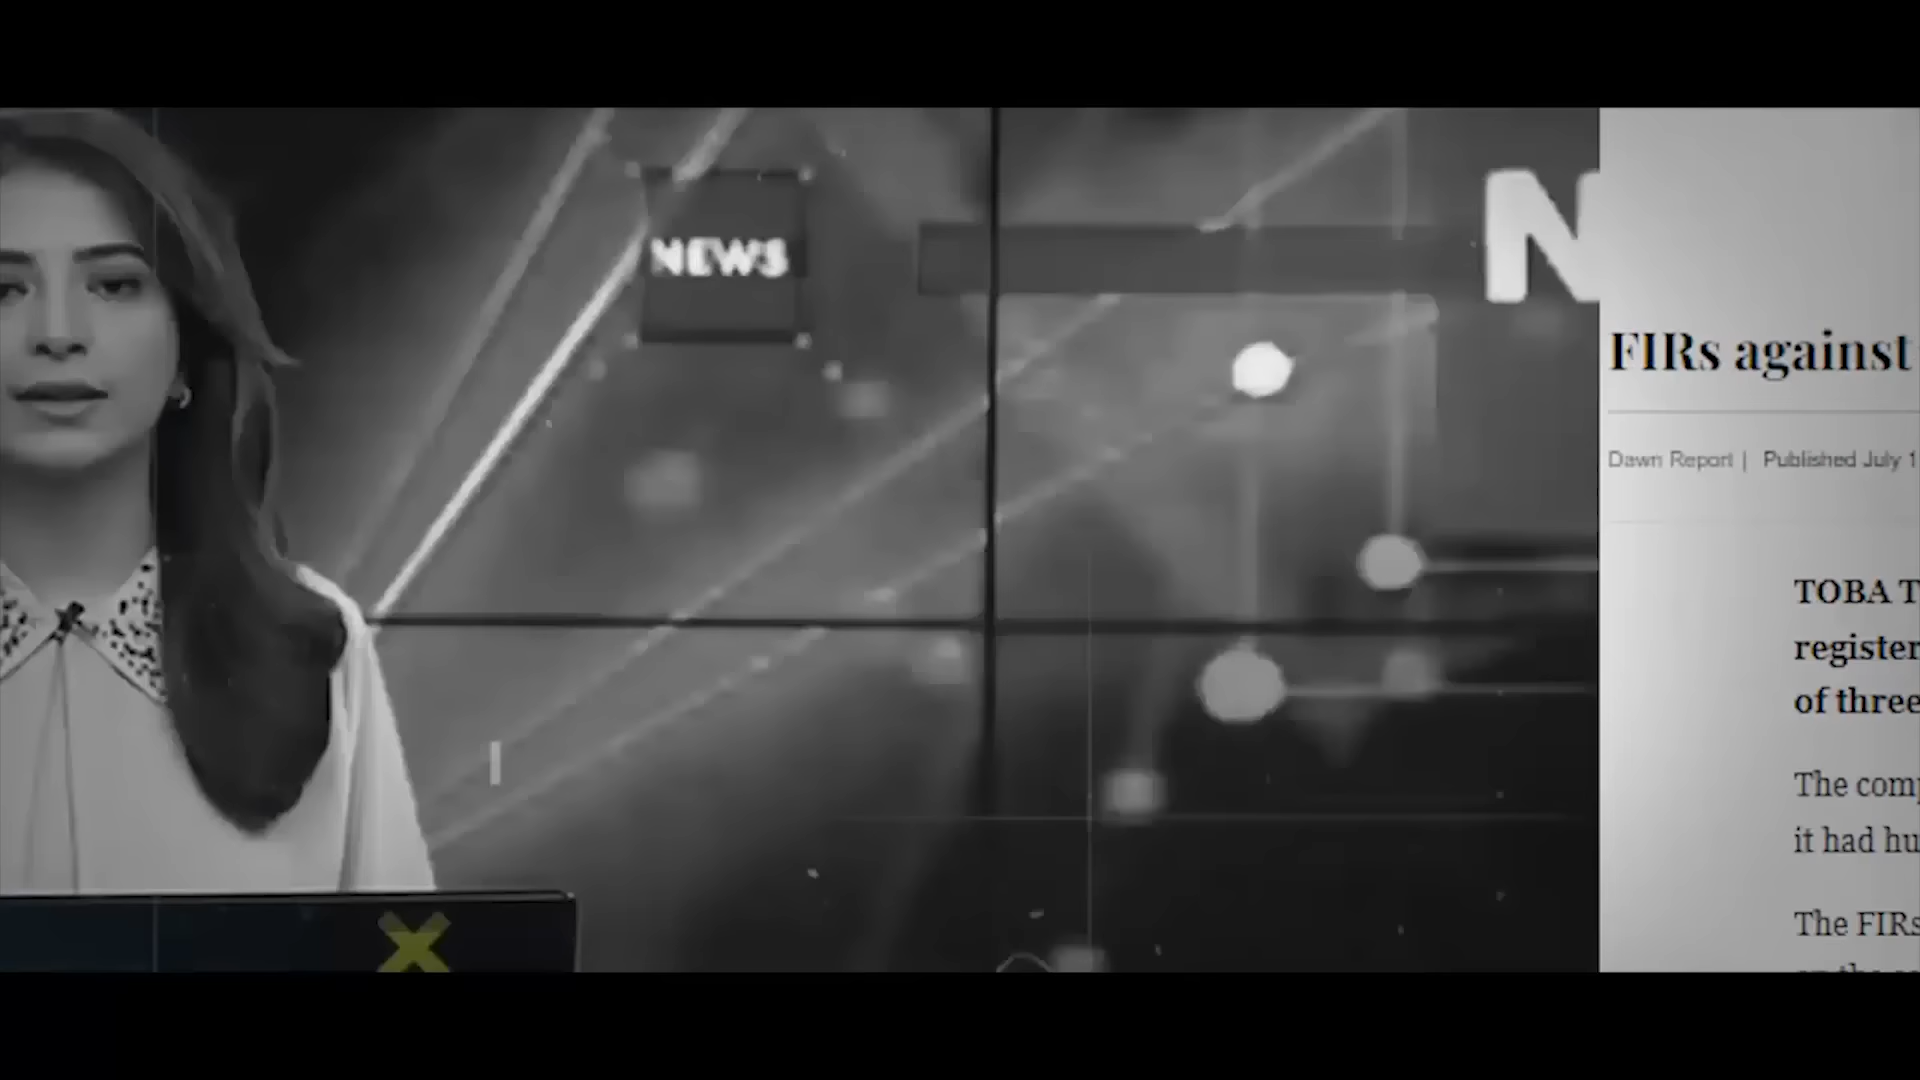 NEWS
N
FIRs against
Dawn Report | Published July 1
TOBA T
register
of three
The comp
it had hu
The FIRs